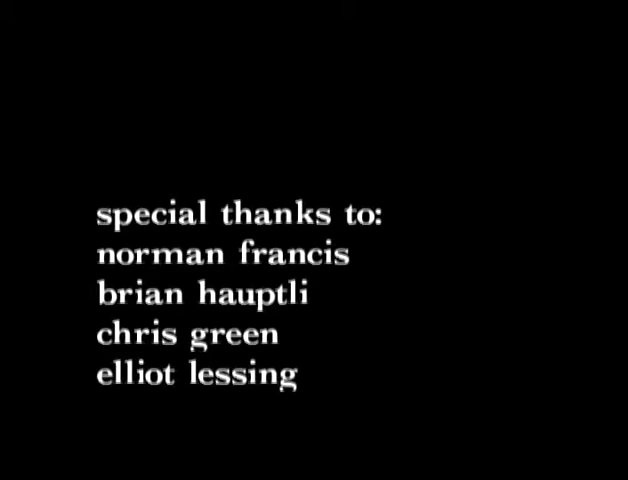 special thanks to:
norman francis
brian hauptli
chris green
elliot lessing